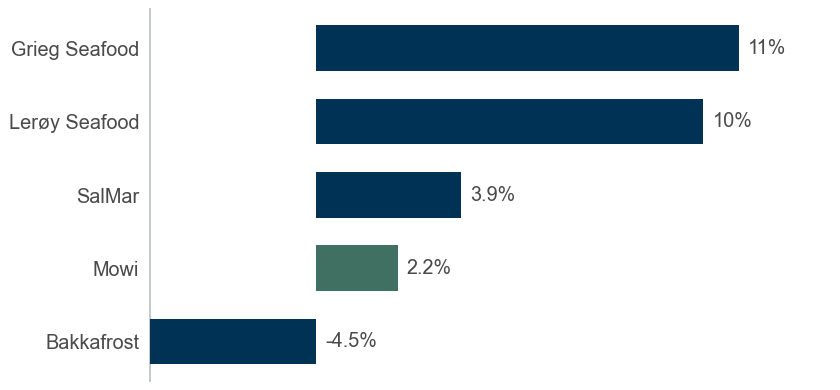 Grieg Seafood 11%
Lerøy Seafood 10%
SalMar 3.9%
Mowi 2.2%
Bakkafrost -4.5%